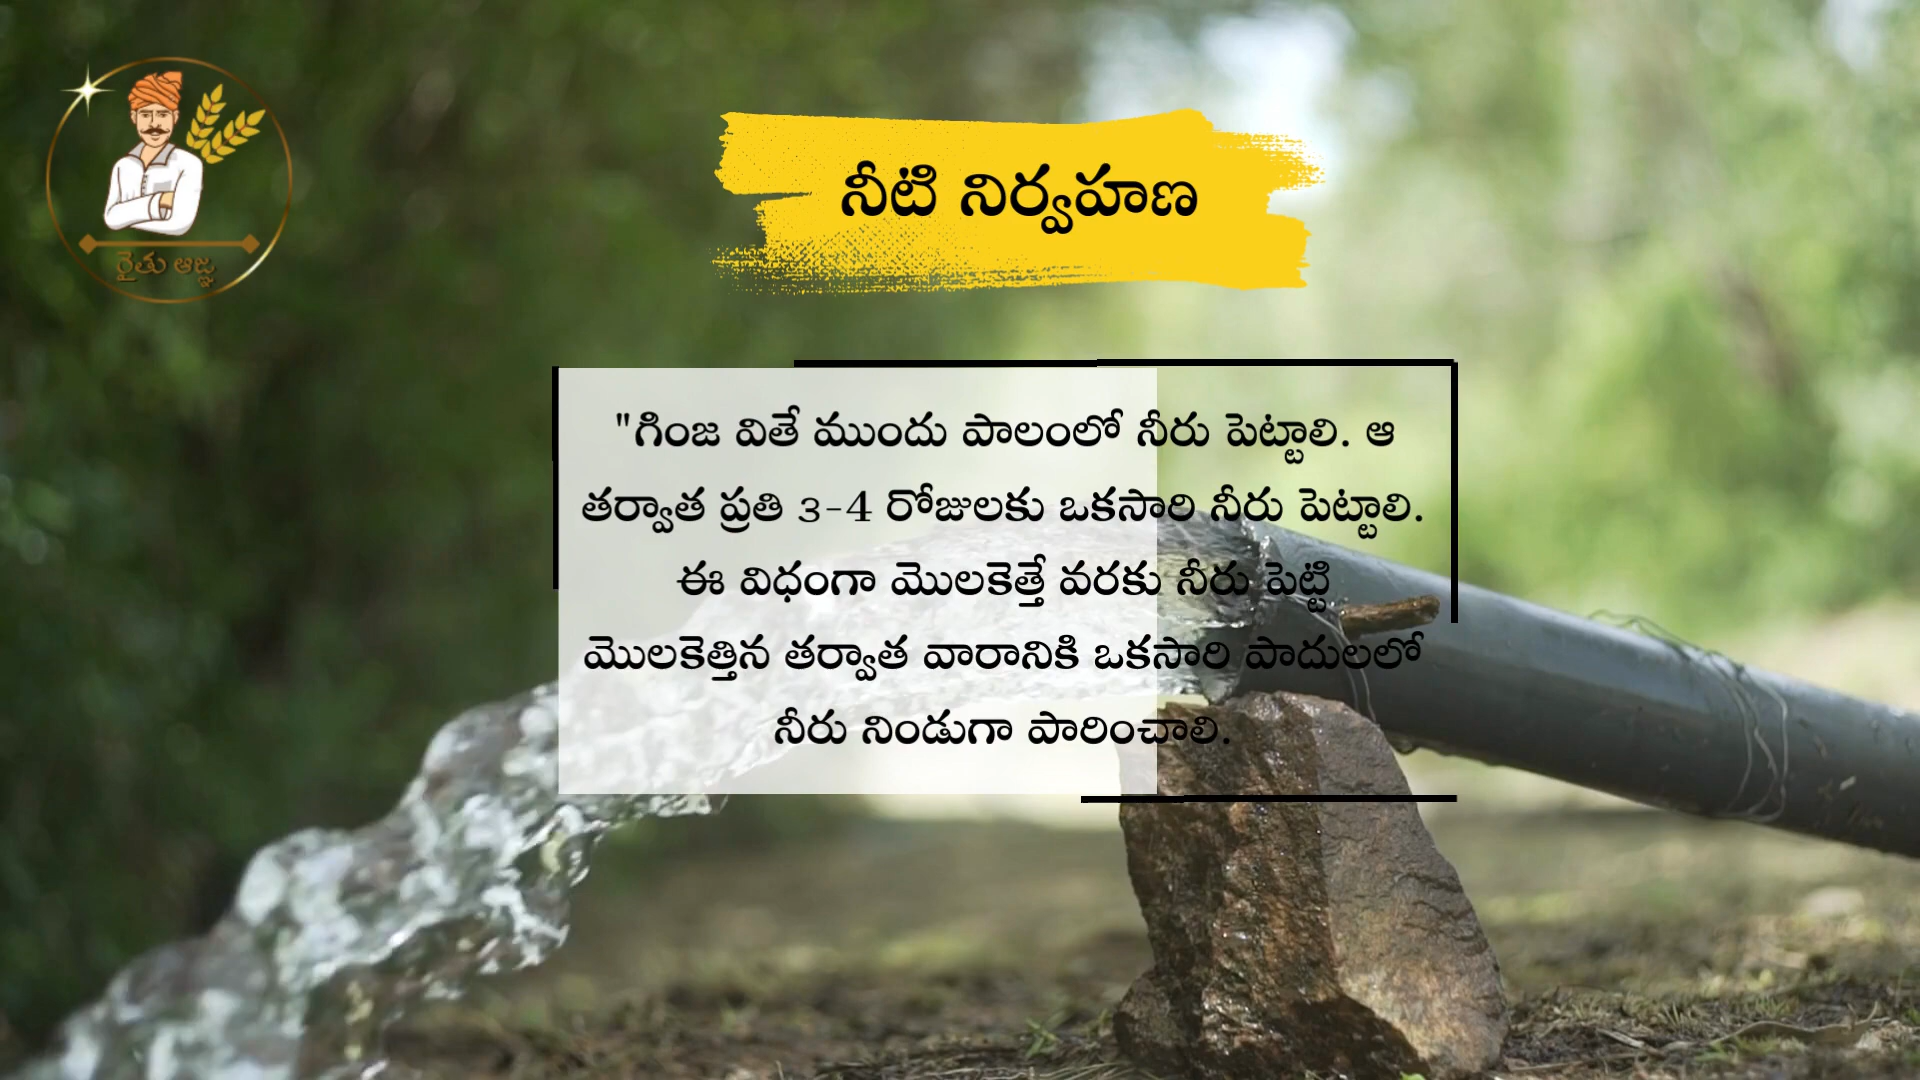 రైతు ఆజ్ఞ
నీటి నిర్వహణ
"గింజ వితే ముందు పాలంలో నీరు పెట్టాలి. ఆ
తర్వాత ప్రతి 3-4 రోజులకు ఒకసారి నీరు పెట్టాలి.
ఈ విధంగా మొలకెత్తే వరకు నీరు పెట్టి
మొలకెత్తిన తర్వాత వారానికి ఒకసారి పాదులలో
నీరు నిండుగా పారించాలి.